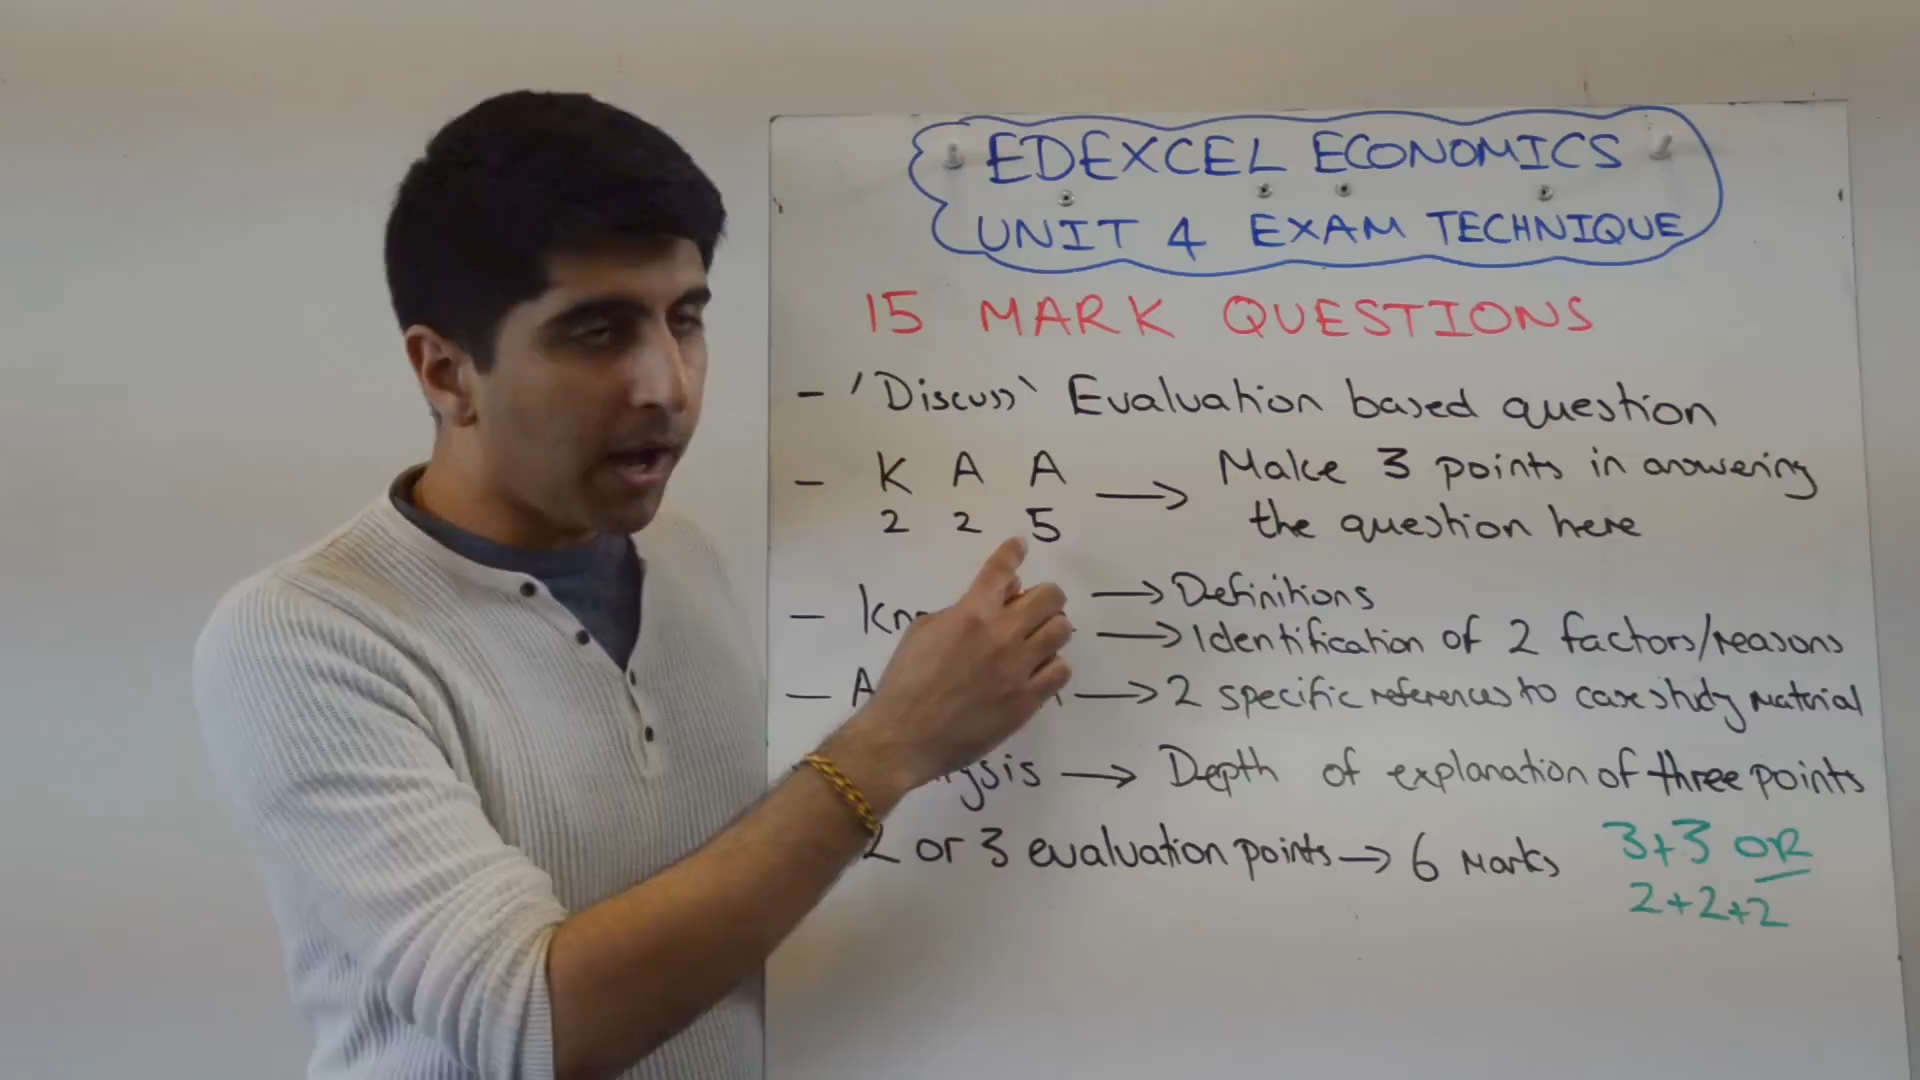 EDEXCEL ECONOMICS
UNIT 4 EXAM TECHNIQUE
15 MARK QUESTIONS
- 'Discuss' Evaluation based question
- K A A → Make 3 points in answering
2 2 5 the question here
- → Definitions
→ Identification of 2 factors/reasons
- → 2 specific references to case study material
→ Depth of explanation of three points
2 or 3 evaluation points → 6 Marks 3+3 OR
2+2+2